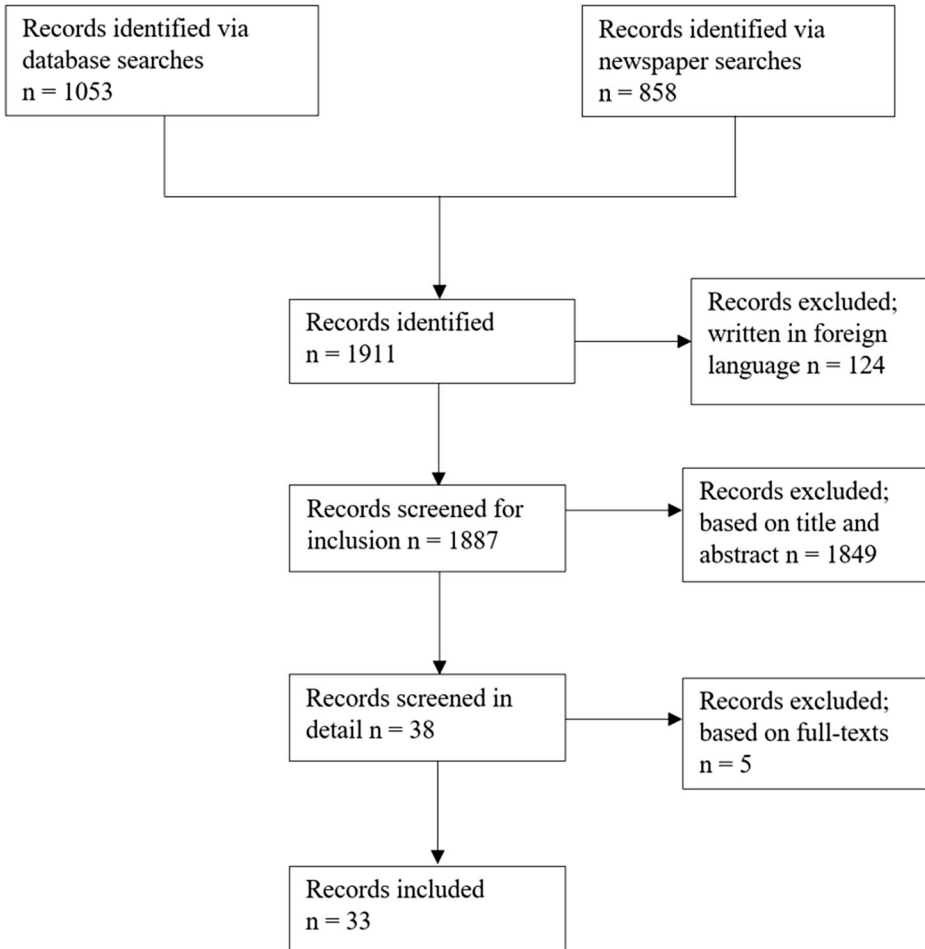 Records identified via
database searches
n = 1053
Records identified via
newspaper searches
n = 858
Records identified
n = 1911
Records excluded;
written in foreign
language n = 124
Records screened for
inclusion n = 1887
Records excluded;
based on title and
abstract n = 1849
Records screened in
detail n = 38
Records excluded;
based on full-texts
n = 5
Records included
n = 33